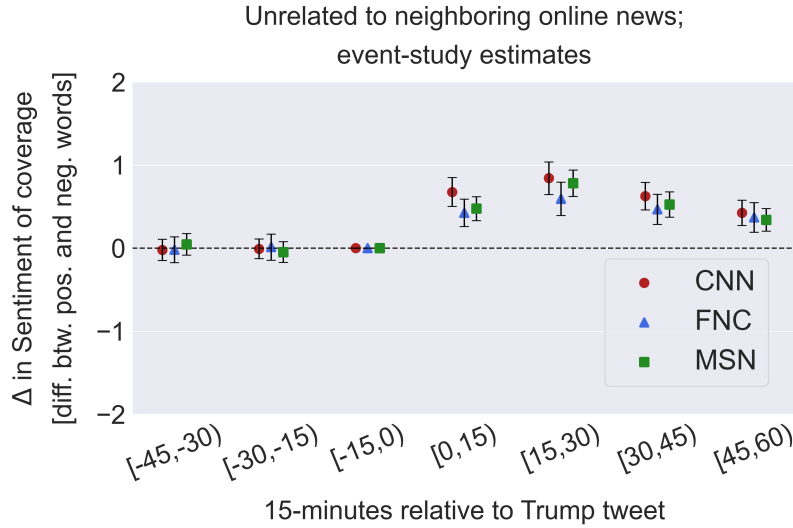 Unrelated to neighboring online news;
event-study estimates
Δ in Sentiment of coverage
[diff. btw. pos. and neg. words]
2
1
0
−1
−2
CNN
FNC
MSN
[-45,-30)
[-30,-15)
[-15,0)
[0,15)
[15,30)
[30,45)
[45,60)
15-minutes relative to Trump tweet